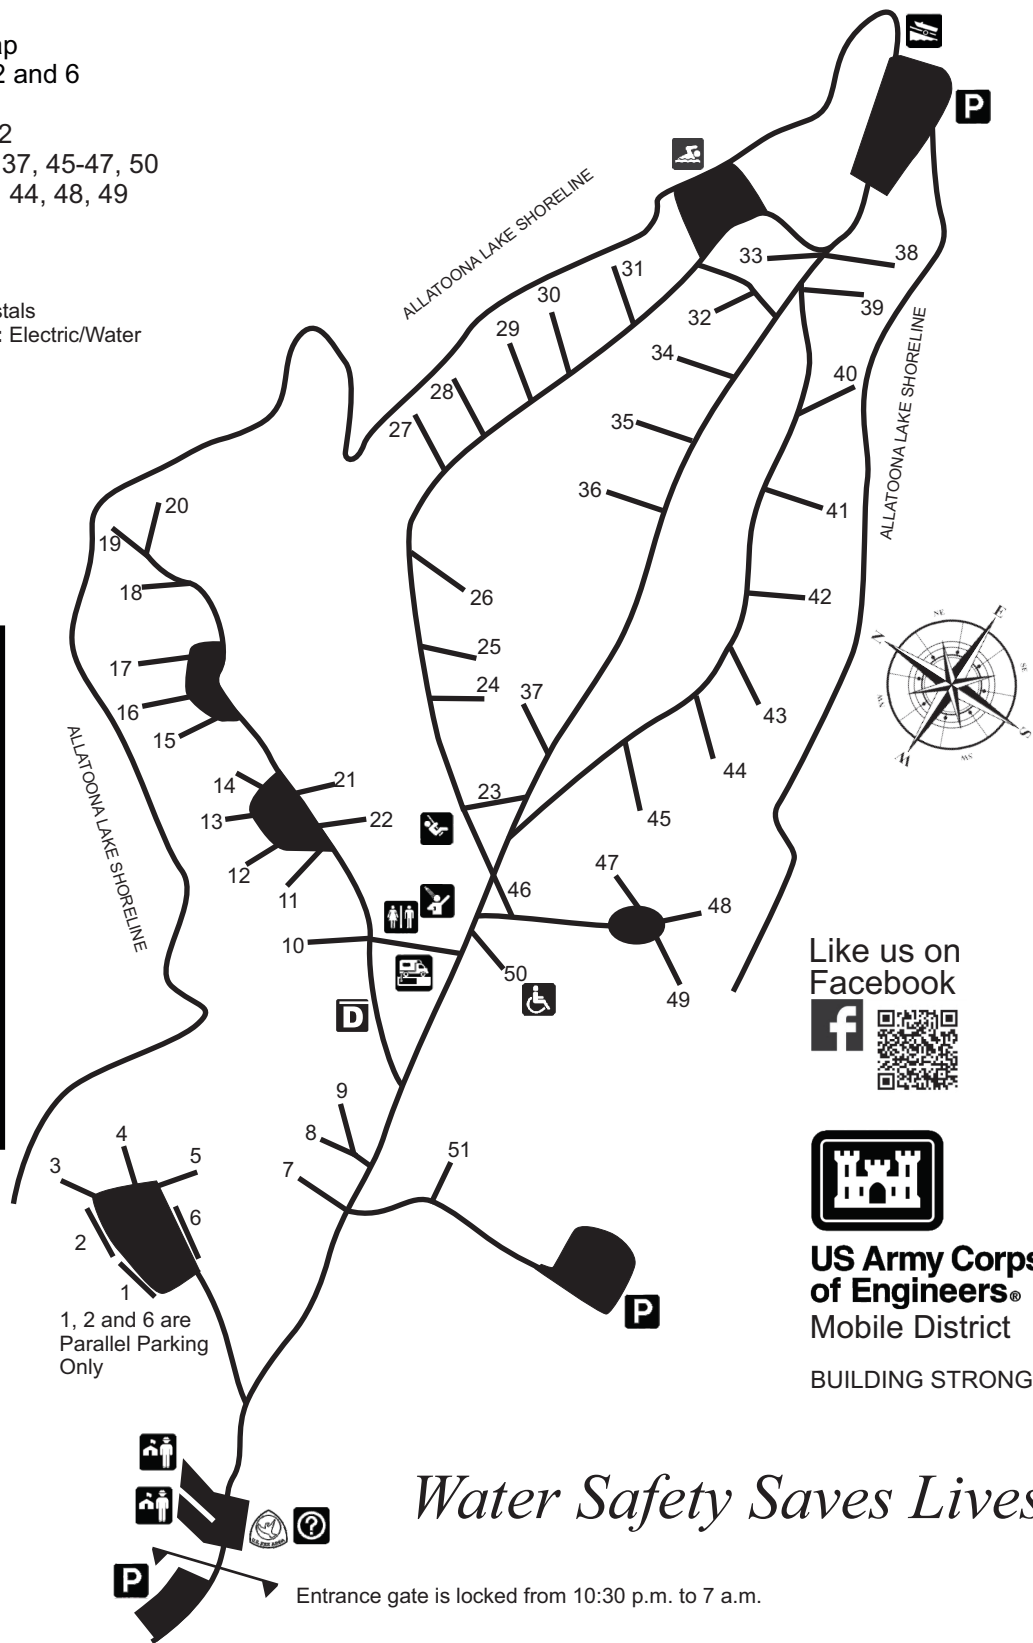 ap
2 and 6
2
37, 45-47, 50
44, 48, 49
stals
: Electric/Water
P
ALLATOONA LAKE SHORELINE
33
38
31
30
39
32
29
34
28
40
27
35
ALLATOONA LAKE SHORELINE
36
41
20
19
18
26
42
NE
E
25
N
SE
17
24
37
16
43
NW
S
15
W
SW
ALLATOONA LAKE SHORELINE
44
14
21
23
13
22
45
12
47
11
46
48
10
50
49
D
Like us on
Facebook
f
9
8
4
51
5
3
7
6
2
1
P
1, 2 and 6 are
Parallel Parking
Only
US Army Corps
of Engineers®
Mobile District
BUILDING STRONG
Water Safety Saves Lives
?
P
Entrance gate is locked from 10:30 p.m. to 7 a.m.